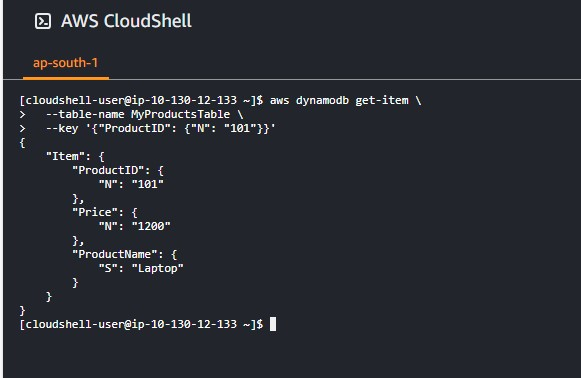 AWS CloudShell
ap-south-1
[cloudshell-user@ip-10-130-12-133 ~]$ aws dynamodb get-item \
>   --table-name MyProductsTable \
>   --key '{"ProductID": {"N": "101"}}'
{
    "Item": {
        "ProductID": {
            "N": "101"
        },
        "Price": {
            "N": "1200"
        },
        "ProductName": {
            "S": "Laptop"
        }
    }
}
[cloudshell-user@ip-10-130-12-133 ~]$